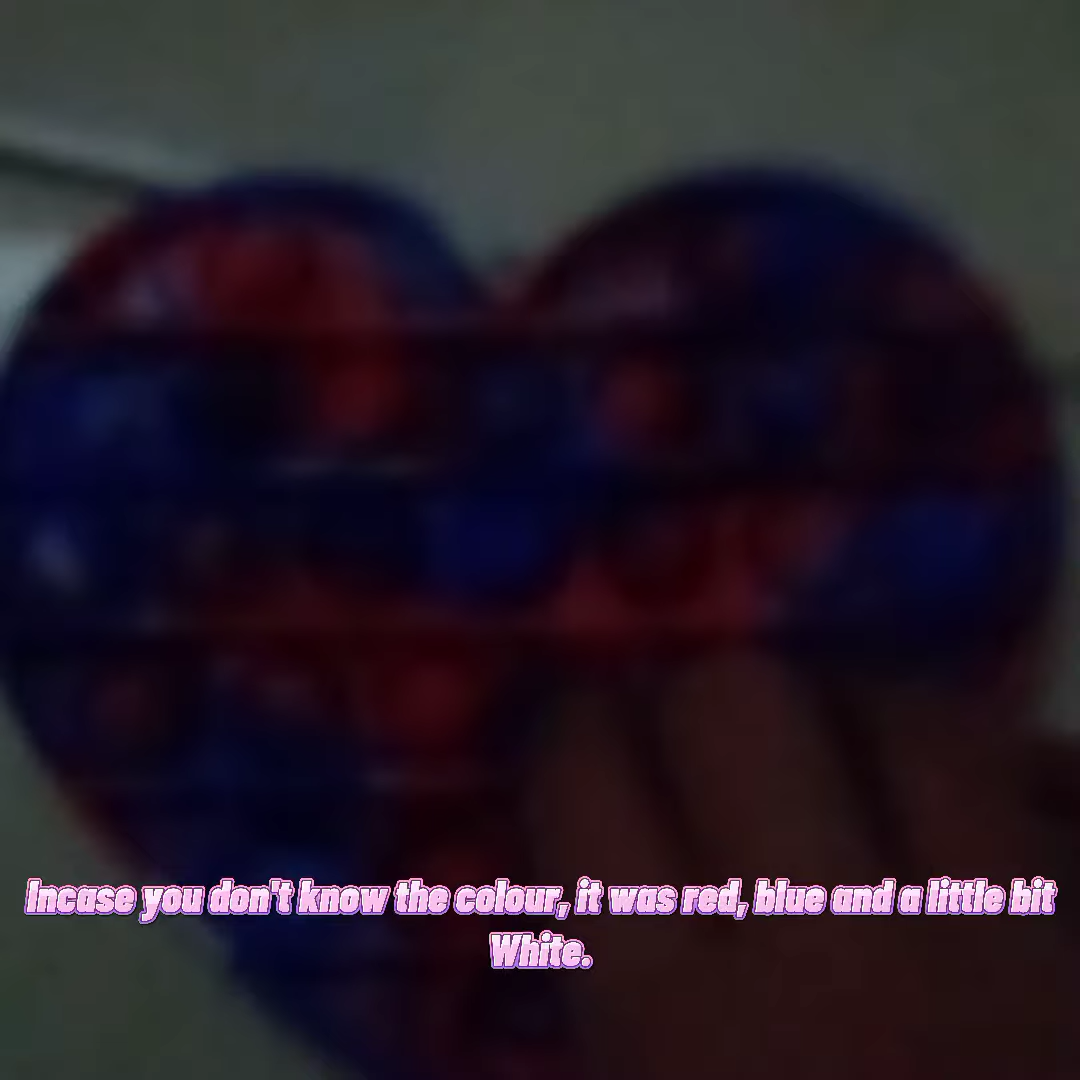 Incase you don't know the colour, it was red, blue and a little bit
White.